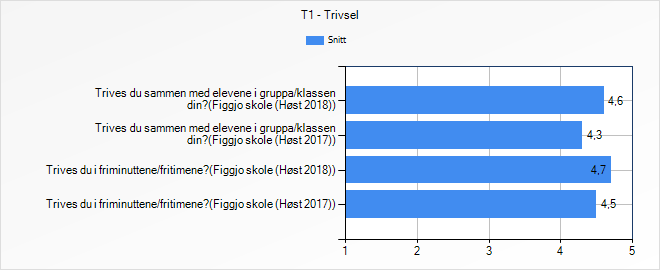 T1 - Trivsel
Snitt
Trives du sammen med elevene i gruppa/klassen
din?(Figgjo skole (Høst 2018))
4,6
Trives du sammen med elevene i gruppa/klassen
din?(Figgjo skole (Høst 2017))
4,3
Trives du i friminuttene/fritimene?(Figgjo skole (Høst 2018))
4,7
Trives du i friminuttene/fritimene?(Figgjo skole (Høst 2017))
4,5
1 2 3 4 5